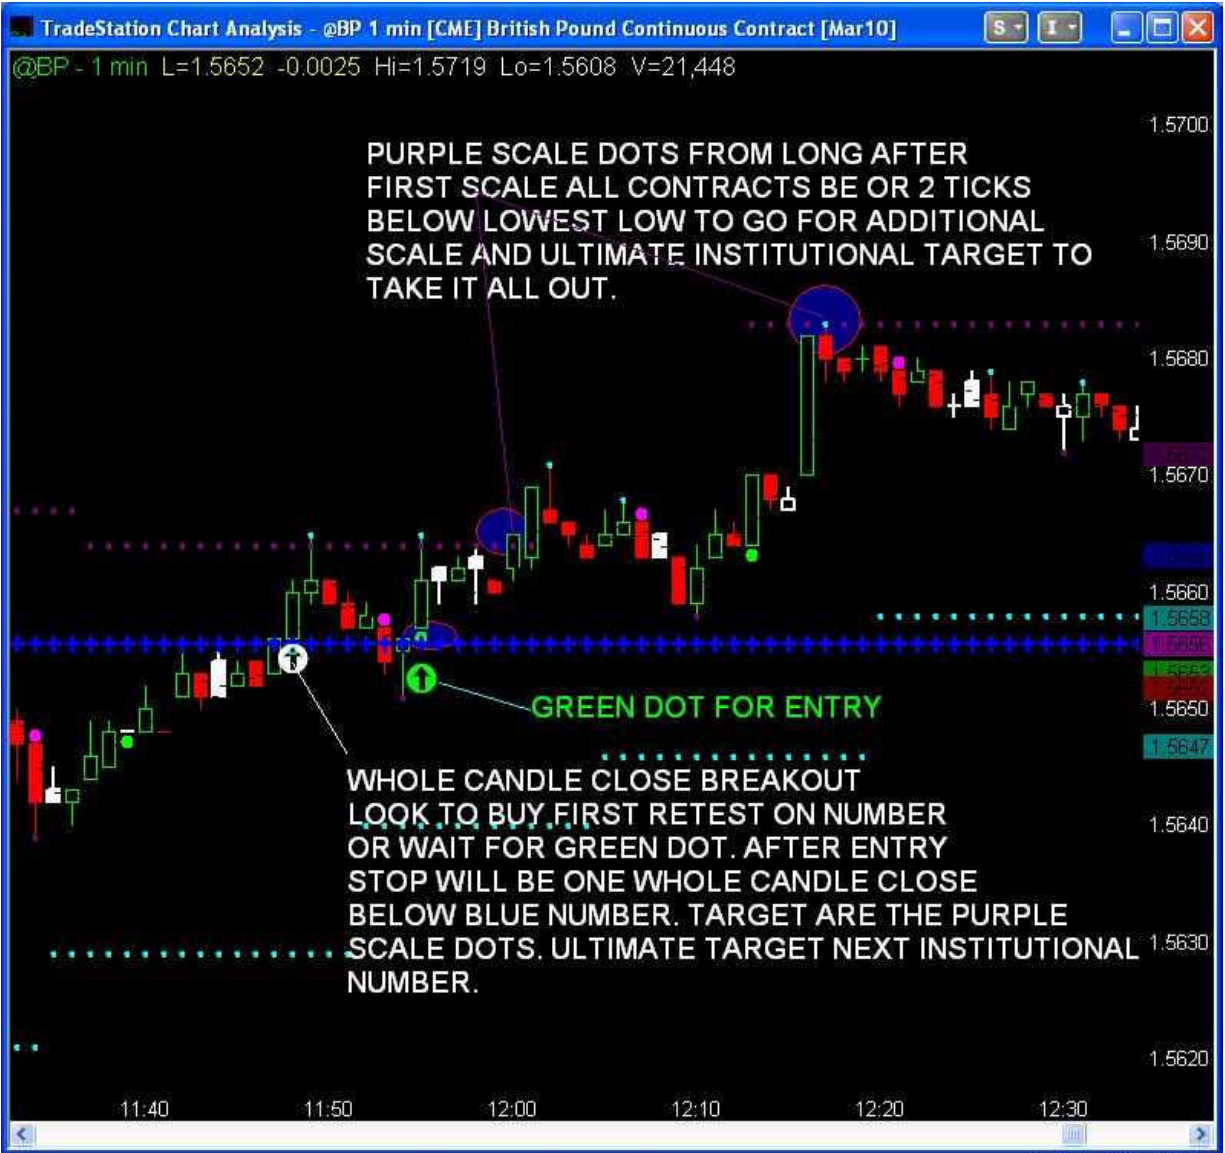 TradeStation Chart Analysis - @BP 1 min [CME] British Pound Continuous Contract [Mar10]
S
I
@BP - 1 min L=1.5652 -0.0025 Hi=1.5719 Lo=1.5608 V=21,448
1.5700
PURPLE SCALE DOTS FROM LONG AFTER
FIRST SCALE ALL CONTRACTS BE OR 2 TICKS
BELOW LOWEST LOW TO GO FOR ADDITIONAL
SCALE AND ULTIMATE INSTITUTIONAL TARGET TO
TAKE IT ALL OUT.
1.5690
1.5680
1.5670
1.5660
1.5658
1.5656
1.5653
1.5650
GREEN DOT FOR ENTRY
1.5647
WHOLE CANDLE CLOSE BREAKOUT
LOOK TO BUY FIRST RETEST ON NUMBER
OR WAIT FOR GREEN DOT. AFTER ENTRY
STOP WILL BE ONE WHOLE CANDLE CLOSE
BELOW BLUE NUMBER. TARGET ARE THE PURPLE
SCALE DOTS. ULTIMATE TARGET NEXT INSTITUTIONAL
NUMBER.
1.5640
1.5630
1.5620
11:40 11:50 12:00 12:10 12:20 12:30